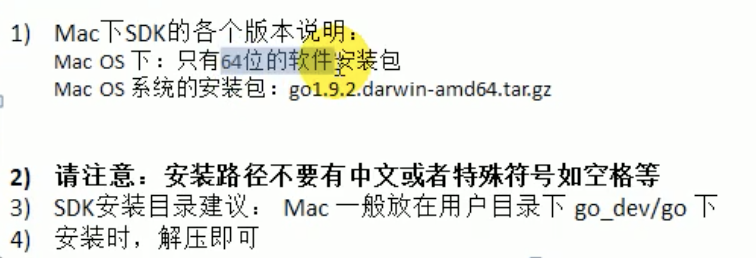 1) Mac下SDK的各个版本说明：
Mac OS 下：只有64位的软件安装包
Mac OS 系统的安装包：go1.9.2.darwin-amd64.tar.gz
2) 请注意：安装路径不要有中文或者特殊符号如空格等
3) SDK安装目录建议： Mac 一般放在用户目录下 go_dev/go 下
4) 安装时，解压即可